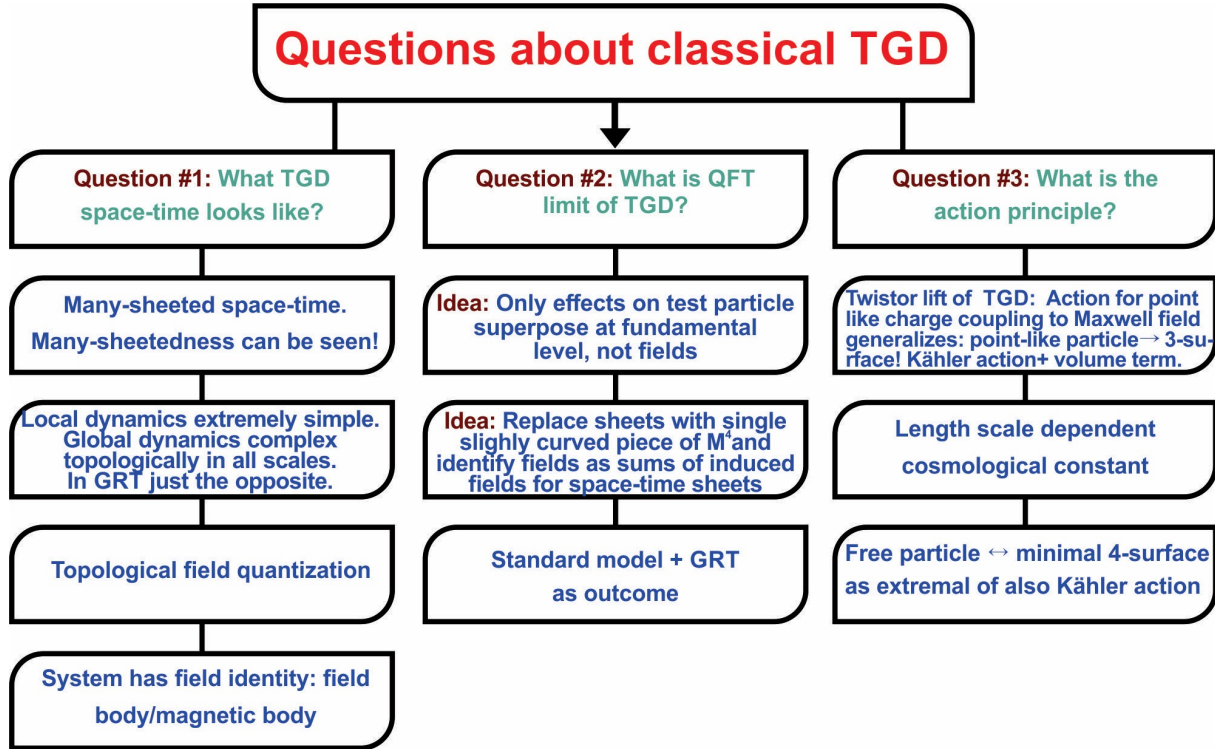 Questions about classical TGD
Question #1: What TGD
space-time looks like?
Many-sheeted space-time.
Many-sheetedness can be seen!
Local dynamics extremely simple.
Global dynamics complex
topologically in all scales.
In GRT just the opposite.
Topological field quantization
System has field identity: field
body/magnetic body
Question #2: What is QFT
limit of TGD?
Idea: Only effects on test particle
superpose at fundamental
level, not fields
Idea: Replace sheets with single
slighly curved piece of M⁴ and
identify fields as sums of induced
fields for space-time sheets
Standard model + GRT
as outcome
Question #3: What is the
action principle?
Twistor lift of TGD: Action for point
like charge coupling to Maxwell field
generalizes: point-like particle→ 3-su-
rface! Kähler action+ volume term.
Length scale dependent
cosmological constant
Free particle ↔ minimal 4-surface
as extremal of also Kähler action